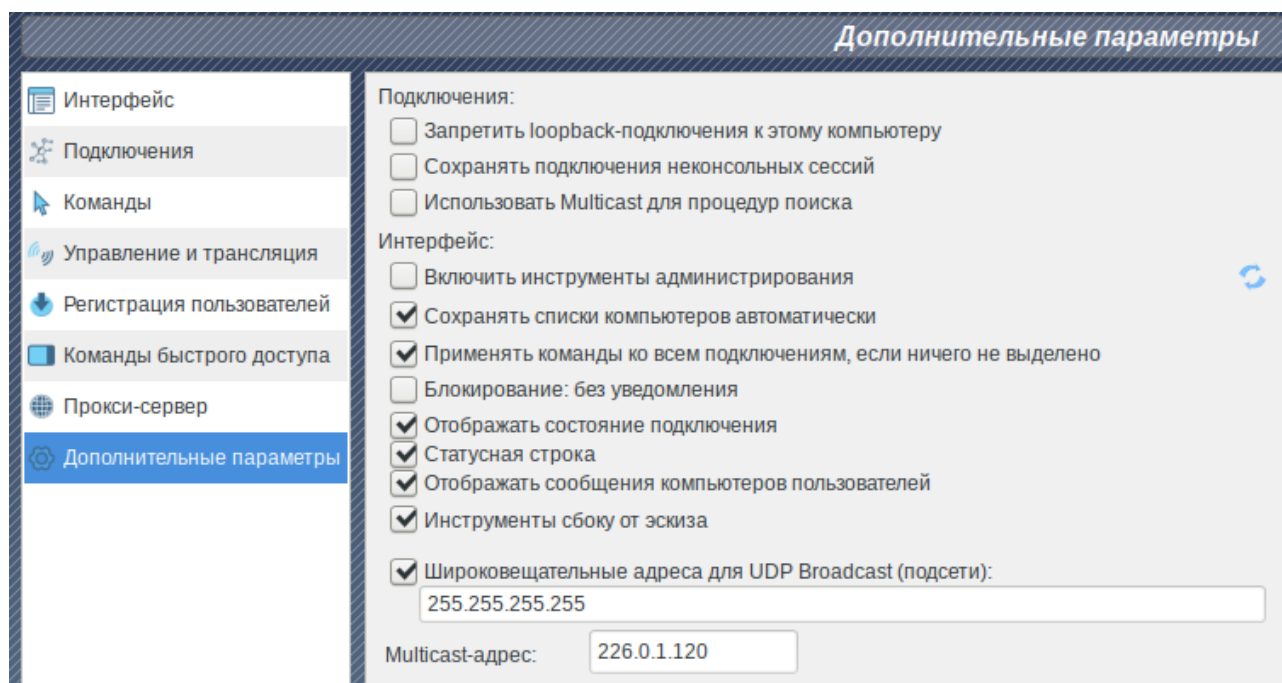 Дополнительные параметры
Интерфейс
Подключения
Команды
Управление и трансляция
Регистрация пользователей
Команды быстрого доступа
Прокси-сервер
Дополнительные параметры
Подключения:
Запретить loopback-подключения к этому компьютеру
Сохранять подключения неконсольных сессий
Использовать Multicast для процедур поиска
Интерфейс:
Включить инструменты администрирования
Сохранять списки компьютеров автоматически
Применять команды ко всем подключениям, если ничего не выделено
Блокирование: без уведомления
Отображать состояние подключения
Статусная строка
Отображать сообщения компьютеров пользователей
Инструменты сбоку от эскиза
Широковещательные адреса для UDP Broadcast (подсети):
255.255.255.255
Multicast-адрес: 226.0.1.120